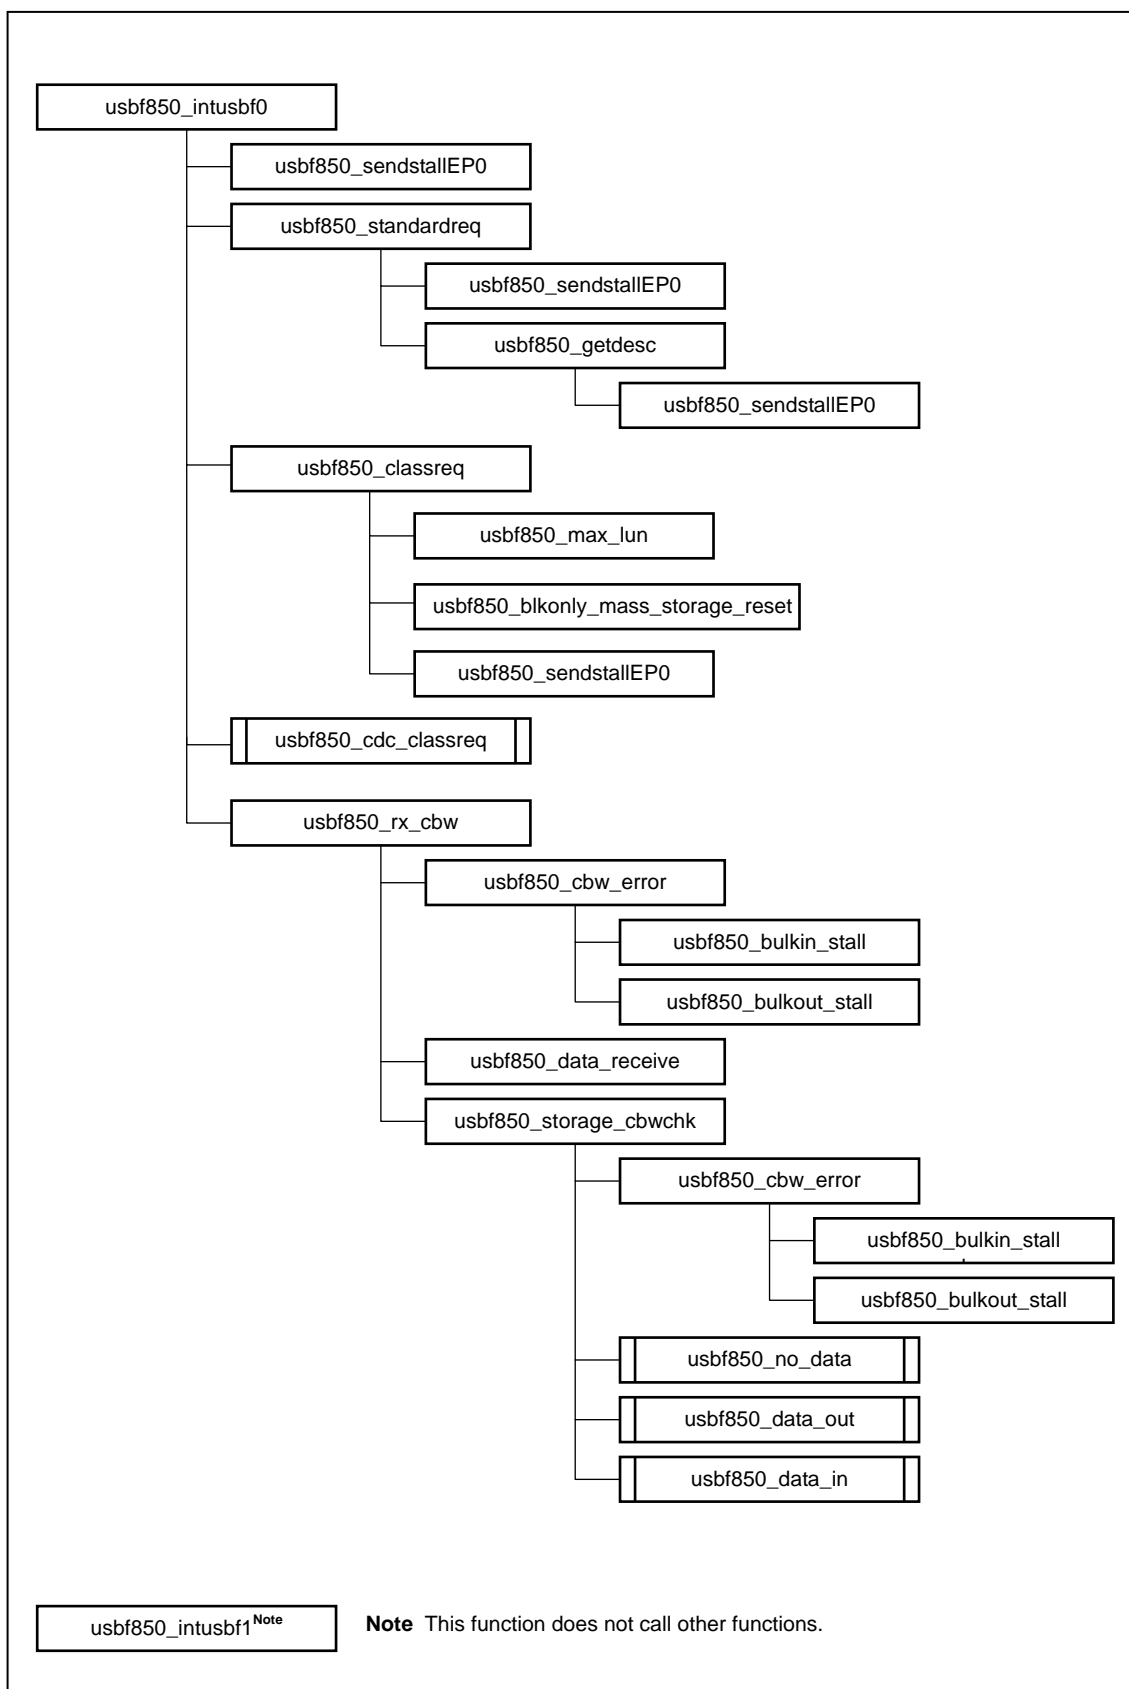 usbf850_intusbf0
usbf850_sendstallEP0
usbf850_standardreq
usbf850_sendstallEP0
usbf850_getdesc
usbf850_sendstallEP0
usbf850_classreq
usbf850_max_lun
usbf850_blkonly_mass_storage_reset
usbf850_sendstallEP0
usbf850_cdc_classreq
usbf850_rx_cbw
usbf850_cbw_error
usbf850_bulkin_stall
usbf850_bulkout_stall
usbf850_data_receive
usbf850_storage_cbwchk
usbf850_cbw_error
usbf850_bulkin_stall
usbf850_bulkout_stall
usbf850_no_data
usbf850_data_out
usbf850_data_in
usbf850_intusbf1Note Note This function does not call other functions.